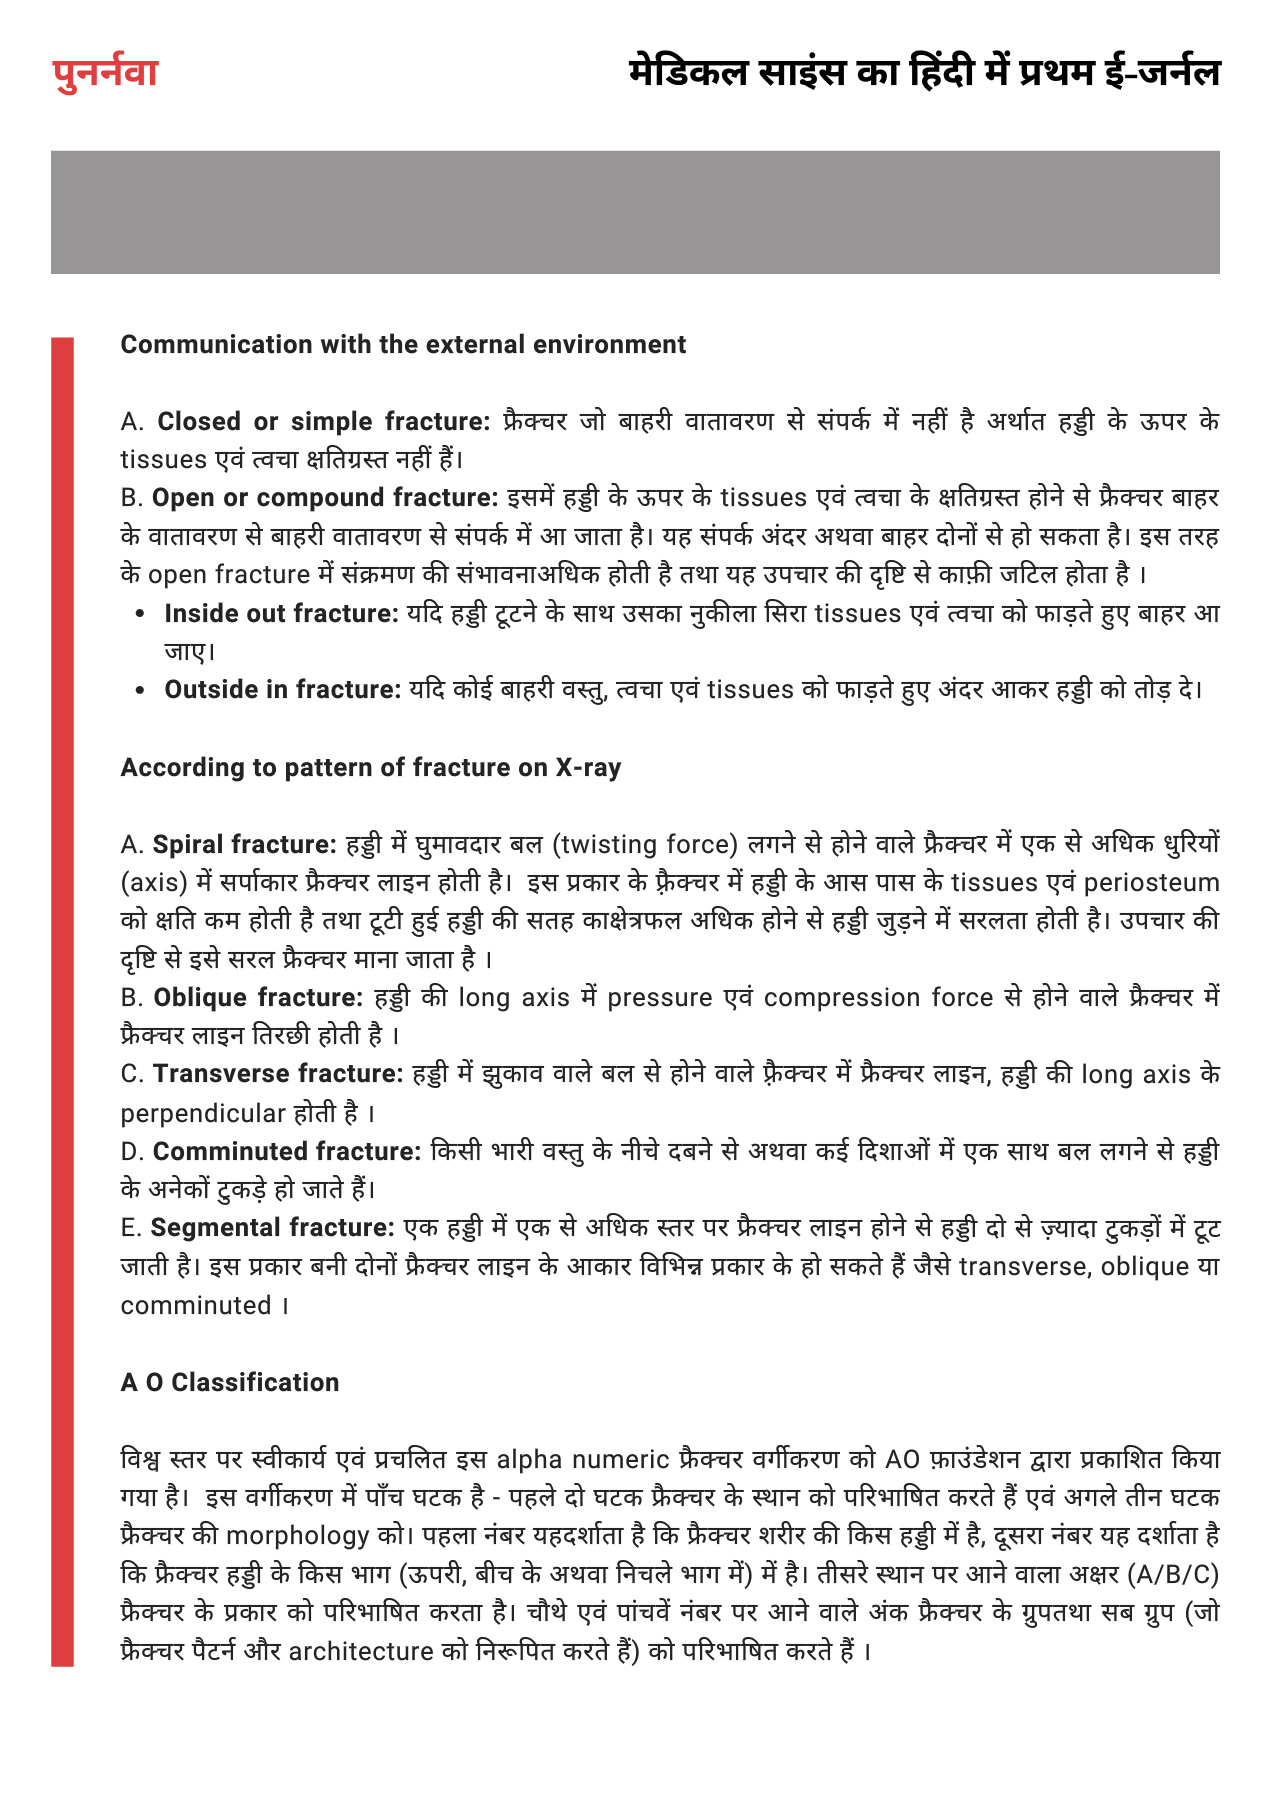 पुनर्नवा
मेडिकल साइंस का हिंदी में प्रथम ई-जर्नल
Communication with the external environment
A. Closed or simple fracture: फ्रैक्चर जो बाहरी वातावरण से संपर्क में नहीं है अर्थात हड्डी के ऊपर के
tissues एवं त्वचा क्षतिग्रस्त नहीं हैं।
B. Open or compound fracture: इसमें हड्डी के ऊपर के tissues एवं त्वचा के क्षतिग्रस्त होने से फ्रैक्चर बाहर
के वातावरण से बाहरी वातावरण से संपर्क में आ जाता है। यह संपर्क अंदर अथवा बाहर दोनों से हो सकता है। इस तरह
के open fracture में संक्रमण की संभावनाअधिक होती है तथा यह उपचार की दृष्टि से काफ़ी जटिल होता है ।
• Inside out fracture: यदि हड्डी टूटने के साथ उसका नुकीला सिरा tissues एवं त्वचा को फाड़ते हुए बाहर आ
जाए।
• Outside in fracture: यदि कोई बाहरी वस्तु, त्वचा एवं tissues को फाड़ते हुए अंदर आकर हड्डी को तोड़ दे।
According to pattern of fracture on X-ray
A. Spiral fracture: हड्डी में घुमावदार बल (twisting force) लगने से होने वाले फ्रैक्चर में एक से अधिक धुरियों
(axis) में सर्पाकार फ्रैक्चर लाइन होती है। इस प्रकार के फ़्रैक्चर में हड्डी के आस पास के tissues एवं periosteum
को क्षति कम होती है तथा टूटी हुई हड्डी की सतह काक्षेत्रफल अधिक होने से हड्डी जुड़ने में सरलता होती है। उपचार की
दृष्टि से इसे सरल फ्रैक्चर माना जाता है ।
B. Oblique fracture: हड्डी की long axis में pressure एवं compression force से होने वाले फ्रैक्चर में
फ्रैक्चर लाइन तिरछी होती है ।
C. Transverse fracture: हड्डी में झुकाव वाले बल से होने वाले फ़्रैक्चर में फ्रैक्चर लाइन, हड्डी की long axis के
perpendicular होती है ।
D. Comminuted fracture: किसी भारी वस्तु के नीचे दबने से अथवा कई दिशाओं में एक साथ बल लगने से हड्डी
के अनेकों टुकड़े हो जाते हैं।
E. Segmental fracture: एक हड्डी में एक से अधिक स्तर पर फ्रैक्चर लाइन होने से हड्डी दो से ज़्यादा टुकड़ों में टूट
जाती है। इस प्रकार बनी दोनों फ्रैक्चर लाइन के आकार विभिन्न प्रकार के हो सकते हैं जैसे transverse, oblique या
comminuted ।
A O Classification
विश्व स्तर पर स्वीकार्य एवं प्रचलित इस alpha numeric फ्रैक्चर वर्गीकरण को AO फ़ाउंडेशन द्वारा प्रकाशित किया
गया है। इस वर्गीकरण में पाँच घटक है - पहले दो घटक फ्रैक्चर के स्थान को परिभाषित करते हैं एवं अगले तीन घटक
फ्रैक्चर की morphology को। पहला नंबर यहदर्शाता है कि फ्रैक्चर शरीर की किस हड्डी में है, दूसरा नंबर यह दर्शाता है
कि फ्रैक्चर हड्डी के किस भाग (ऊपरी, बीच के अथवा निचले भाग में) में है। तीसरे स्थान पर आने वाला अक्षर (A/B/C)
फ्रैक्चर के प्रकार को परिभाषित करता है। चौथे एवं पांचवें नंबर पर आने वाले अंक फ्रैक्चर के ग्रुपतथा सब ग्रुप (जो
फ्रैक्चर पैटर्न और architecture को निरूपित करते हैं) को परिभाषित करते हैं ।